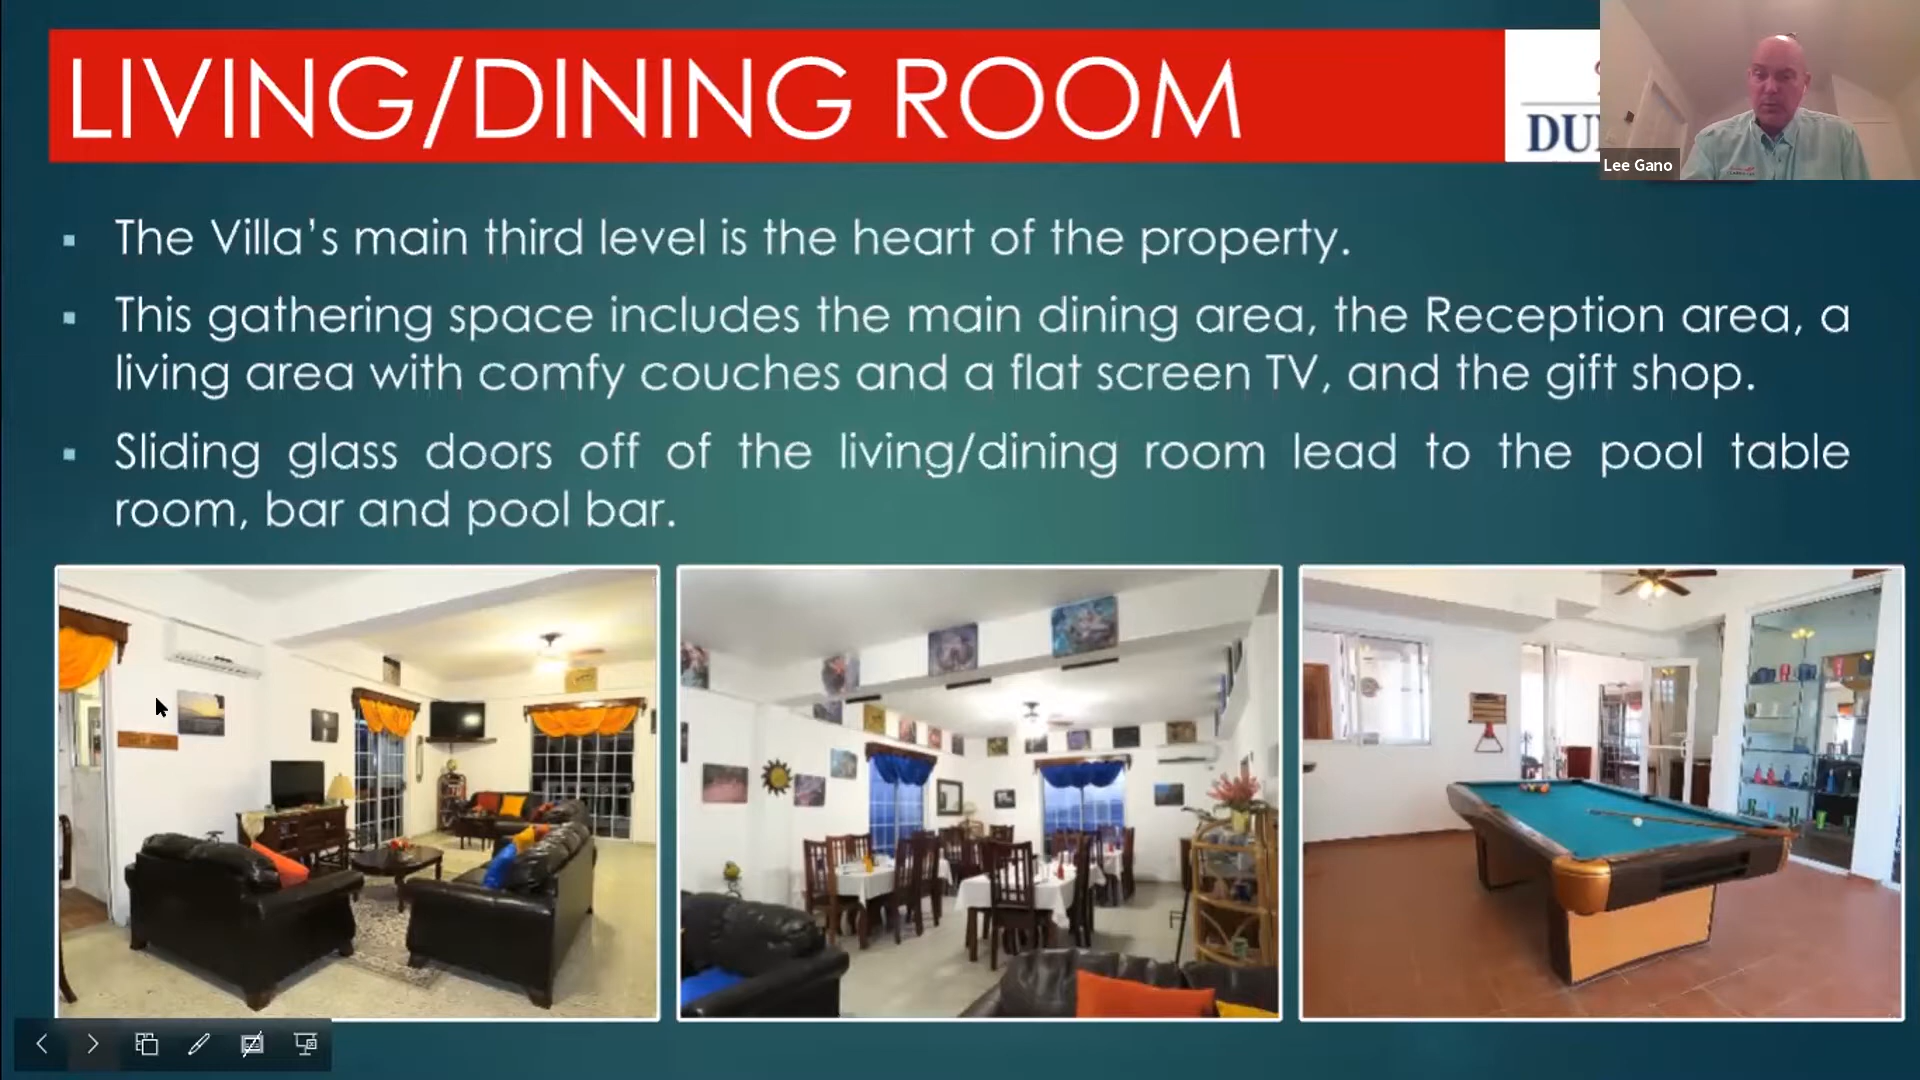 LIVING/DINING ROOM
Lee Gano
The Villa's main third level is the heart of the property.
This gathering space includes the main dining area, the Reception area, a
living area with comfy couches and a flat screen TV, and the gift shop.
Sliding glass doors off of the living/dining room lead to the pool table
room, bar and pool bar.